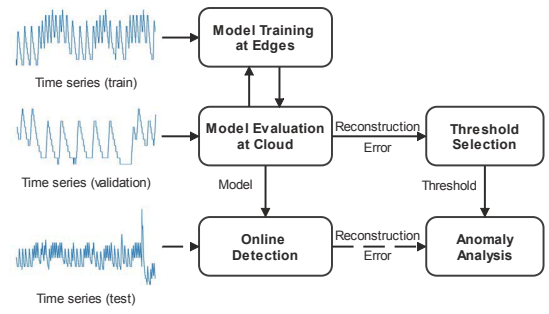 Model Training
at Edges
Time series (train)
Model Evaluation
at Cloud
Reconstruction
Error
Threshold
Selection
Time series (validation)
Model
Threshold
Online
Detection
Reconstruction
Error
Anomaly
Analysis
Time series (test)